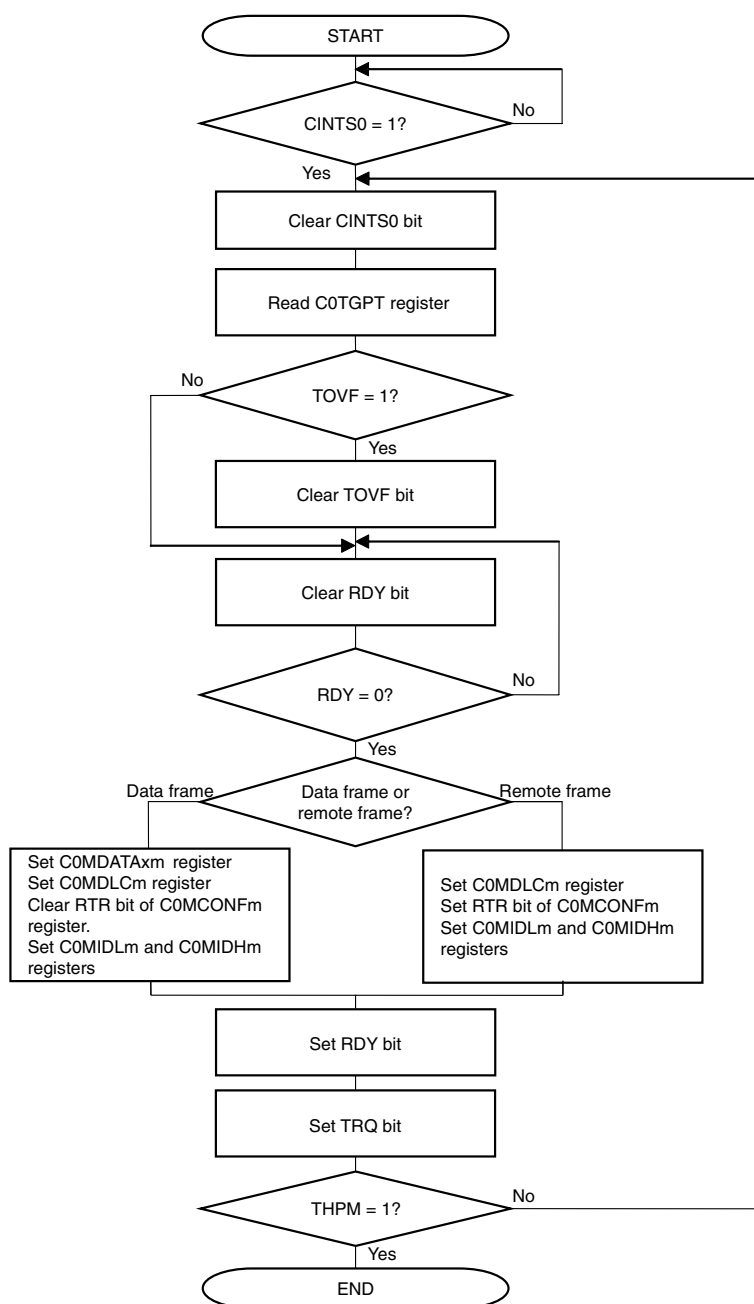 START
CINTS0 = 1?
No
Yes
Clear CINTS0 bit
Read C0TGPT register
No
TOVF = 1?
Yes
Clear TOVF bit
Clear RDY bit
RDY = 0?
No
Yes
Data frame
Data frame or
remote frame?
Remote frame
Set C0MDATAxm register
Set C0MDLCm register
Clear RTR bit of C0MCONFm
register.
Set C0MIDLm and C0MIDHm
registers
Set C0MDLCm register
Set RTR bit of C0MCONFm
Set C0MIDLm and C0MIDHm
registers
Set RDY bit
Set TRQ bit
THPM = 1?
No
Yes
END